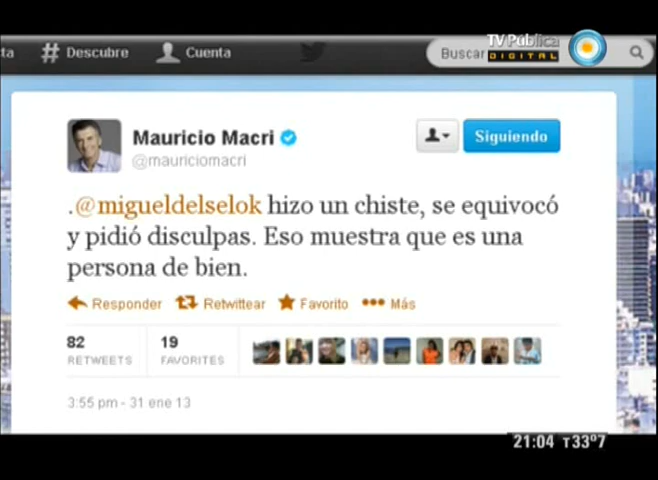 ta # Descubre Cuenta Buscar
TV Pública
DIGITAL
Mauricio Macri
@mauriciomacri
Siguiendo
.@migueldelselok hizo un chiste, se equivocó
y pidió disculpas. Eso muestra que es una
persona de bien.
Responder Retwittear Favorito Más
82 19
RETWEETS FAVORITES
3:55 pm - 31 ene 13
21:04 T33º7